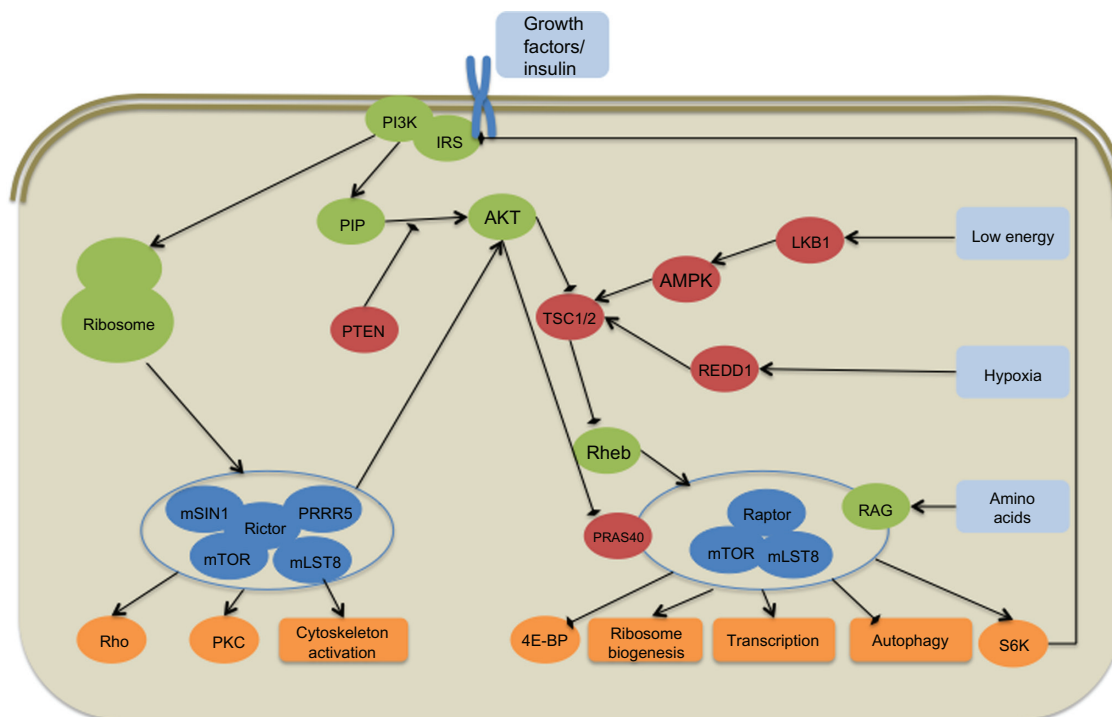 Growth
factors/
insulin
PI3K
IRS
PIP
AKT
LKB1
Low energy
AMPK
Ribosome
PTEN
TSC1/2
REDD1
Hypoxia
Rheb
mSIN1
PRRR5
Rictor
mTOR
mLST8
Raptor
RAG
Amino
acids
PRAS40
mTOR
mLST8
Rho
PKC
Cytoskeleton
activation
4E-BP
Ribosome
biogenesis
Transcription
Autophagy
S6K